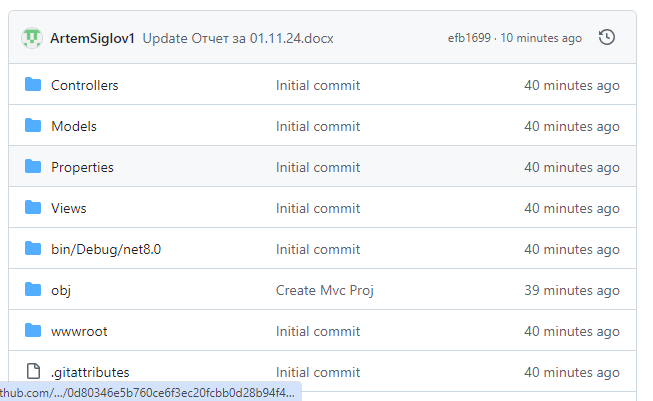 ArtemSiglov1 Update Отчет за 01.11.24.docx efb1699 · 10 minutes ago
Controllers Initial commit 40 minutes ago
Models Initial commit 40 minutes ago
Properties Initial commit 40 minutes ago
Views Initial commit 40 minutes ago
bin/Debug/net8.0 Initial commit 40 minutes ago
obj Create Mvc Proj 39 minutes ago
wwwroot Initial commit 40 minutes ago
.gitattributes Initial commit 40 minutes ago
thub.com/.../0d80346e5b760ce6f3ec20fcbb0d28b94f4...